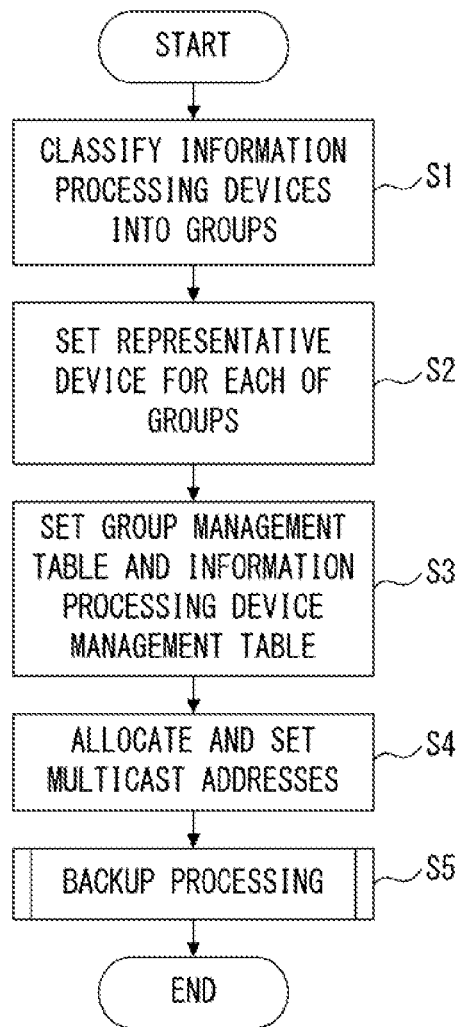 START
CLASSIFY INFORMATION
PROCESSING DEVICES
INTO GROUPS
S1
SET REPRESENTATIVE
DEVICE FOR EACH OF
GROUPS
S2
SET GROUP MANAGEMENT
TABLE AND INFORMATION
PROCESSING DEVICE
MANAGEMENT TABLE
S3
ALLOCATE AND SET
MULTICAST ADDRESSES
S4
BACKUP PROCESSING
S5
END